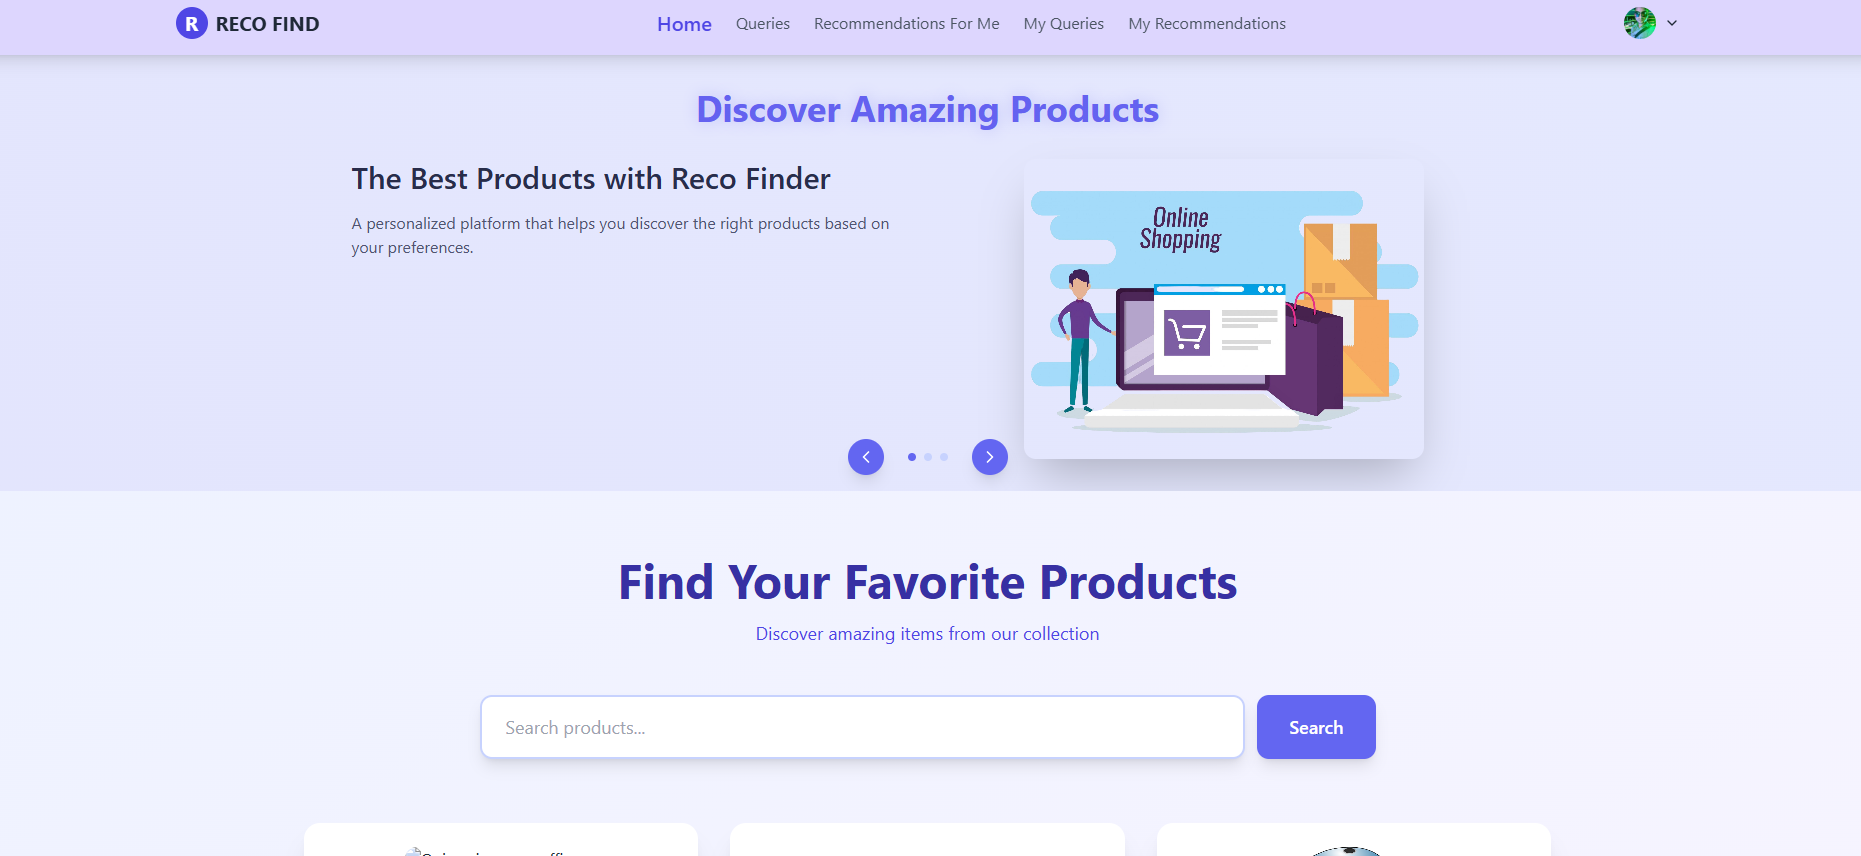 R RECO FIND
Home Queries Recommendations For Me My Queries My Recommendations
Discover Amazing Products
The Best Products with Reco Finder
A personalized platform that helps you discover the right products based on
your preferences.
Online
Shopping
Find Your Favorite Products
Discover amazing items from our collection
Search products...
Search